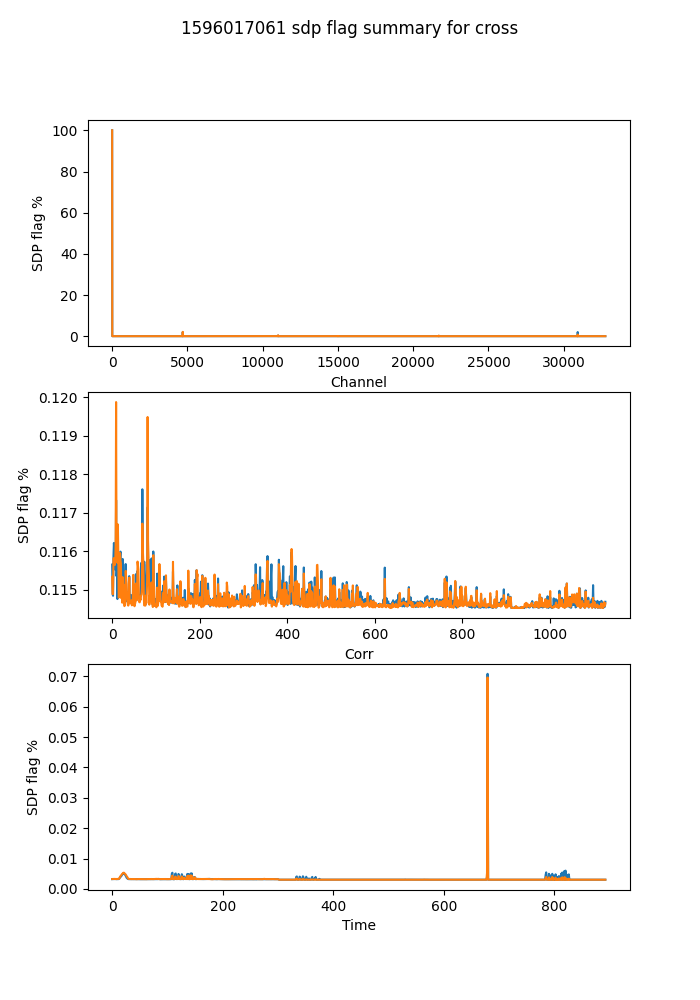 1596017061 sdp flag summary for cross
100
80
60
40
20
0
SDP flag %
0 5000 10000 15000 20000 25000 30000
Channel
0.120
0.119
0.118
0.117
0.116
0.115
SDP flag %
0 200 400 600 800 1000
Corr
0.07
0.06
0.05
0.04
0.03
0.02
0.01
0.00
SDP flag %
0 200 400 600 800
Time